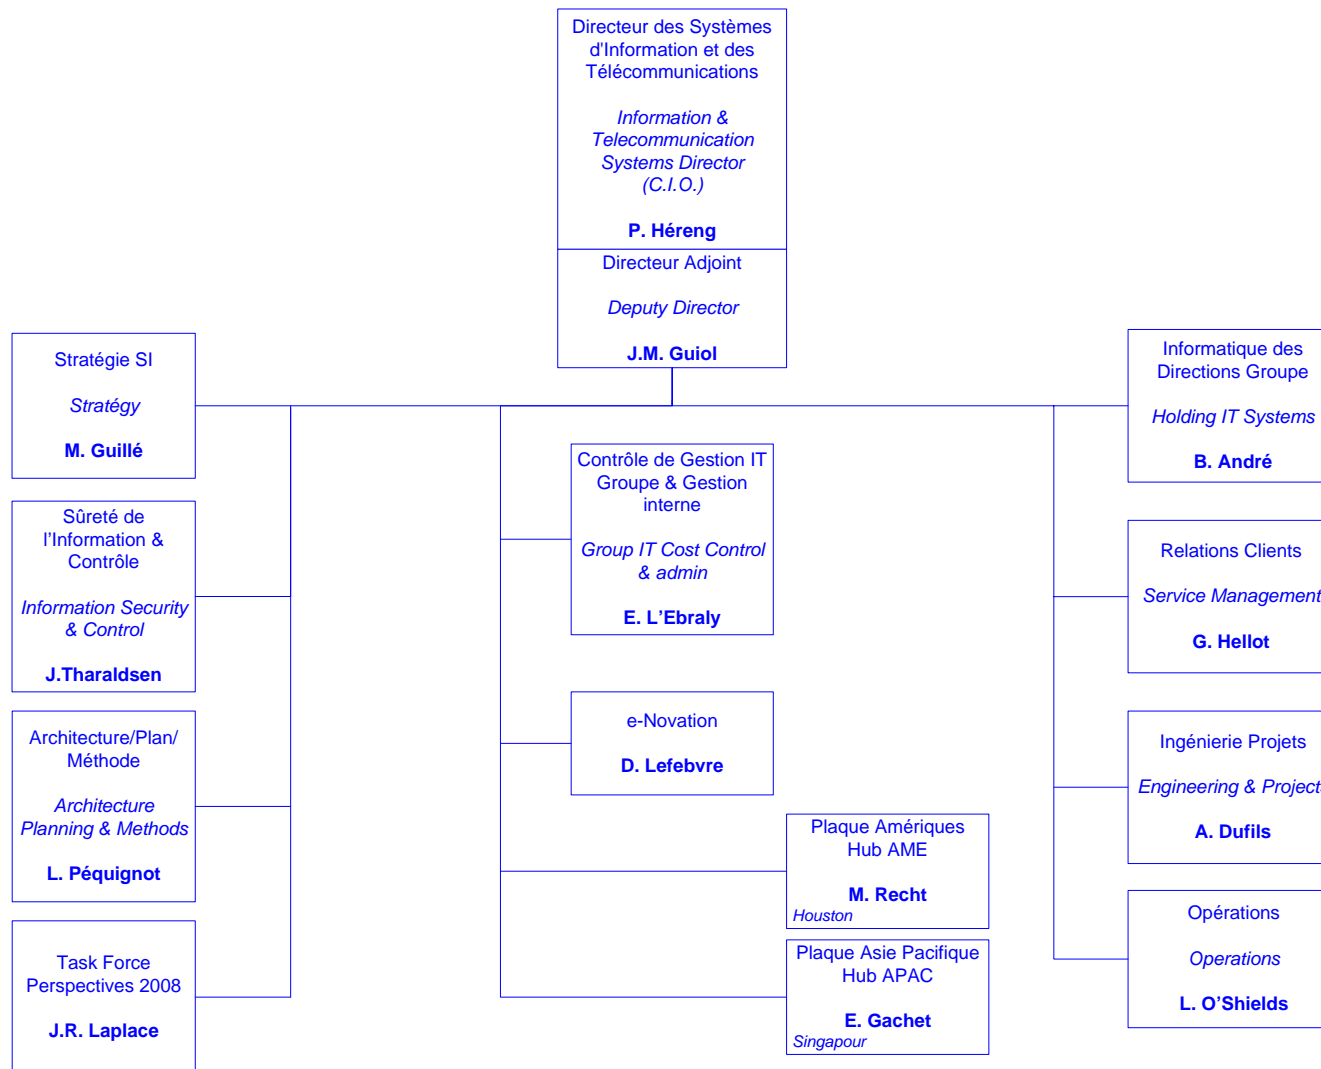 Directeur des Systèmes
d'Information et des
Télécommunications
Information &
Telecommunication
Systems Director
(C.I.O.)
P. Héreng
Directeur Adjoint
Deputy Director
J.M. Guiol
Stratégie SI
Stratégy
M. Guillé
Sûreté de
l'Information &
Contrôle
Information Security
& Control
J.Tharaldsen
Architecture/Plan/
Méthode
Architecture
Planning & Methods
L. Péquignot
Task Force
Perspectives 2008
J.R. Laplace
Contrôle de Gestion IT
Groupe & Gestion
interne
Group IT Cost Control
& admin
E. L’Ebraly
e-Novation
D. Lefebvre
Plaque Amériques
Hub AME
M. Recht
Houston
Plaque Asie Pacifique
Hub APAC
E. Gachet
Singapour
Informatique des
Directions Groupe
Holding IT Systems
B. André
Relations Clients
Service Management
G. Hellot
Ingénierie Projets
Engineering & Projects
A. Dufils
Opérations
Operations
L. O’Shields